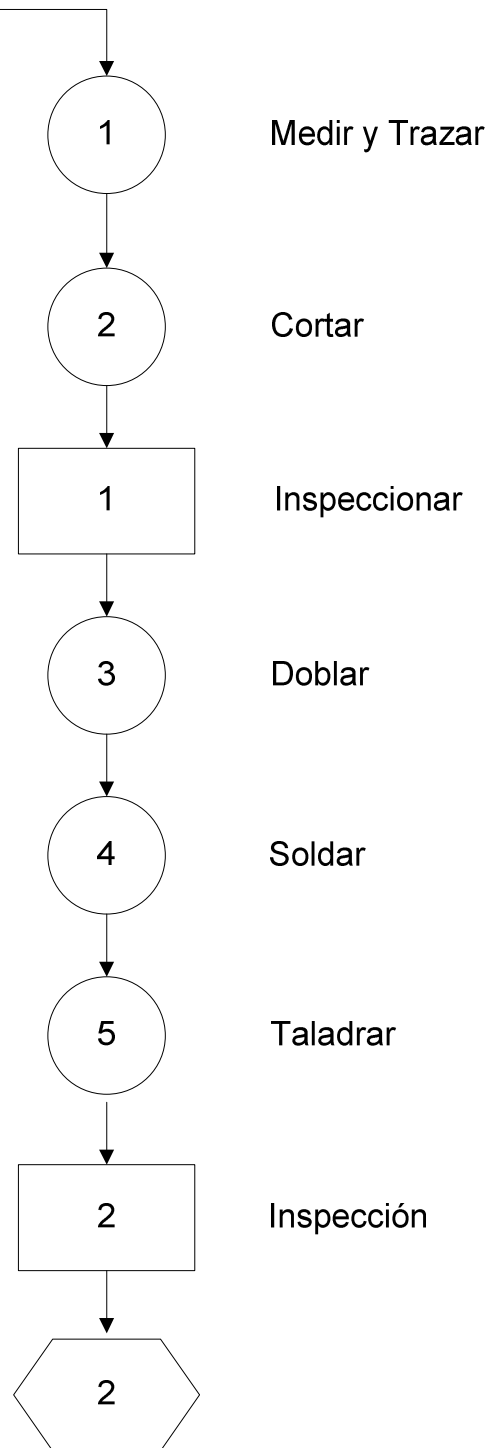 1 Medir y Trazar
2 Cortar
1 Inspeccionar
3 Doblar
4 Soldar
5 Taladrar
2 Inspección
2